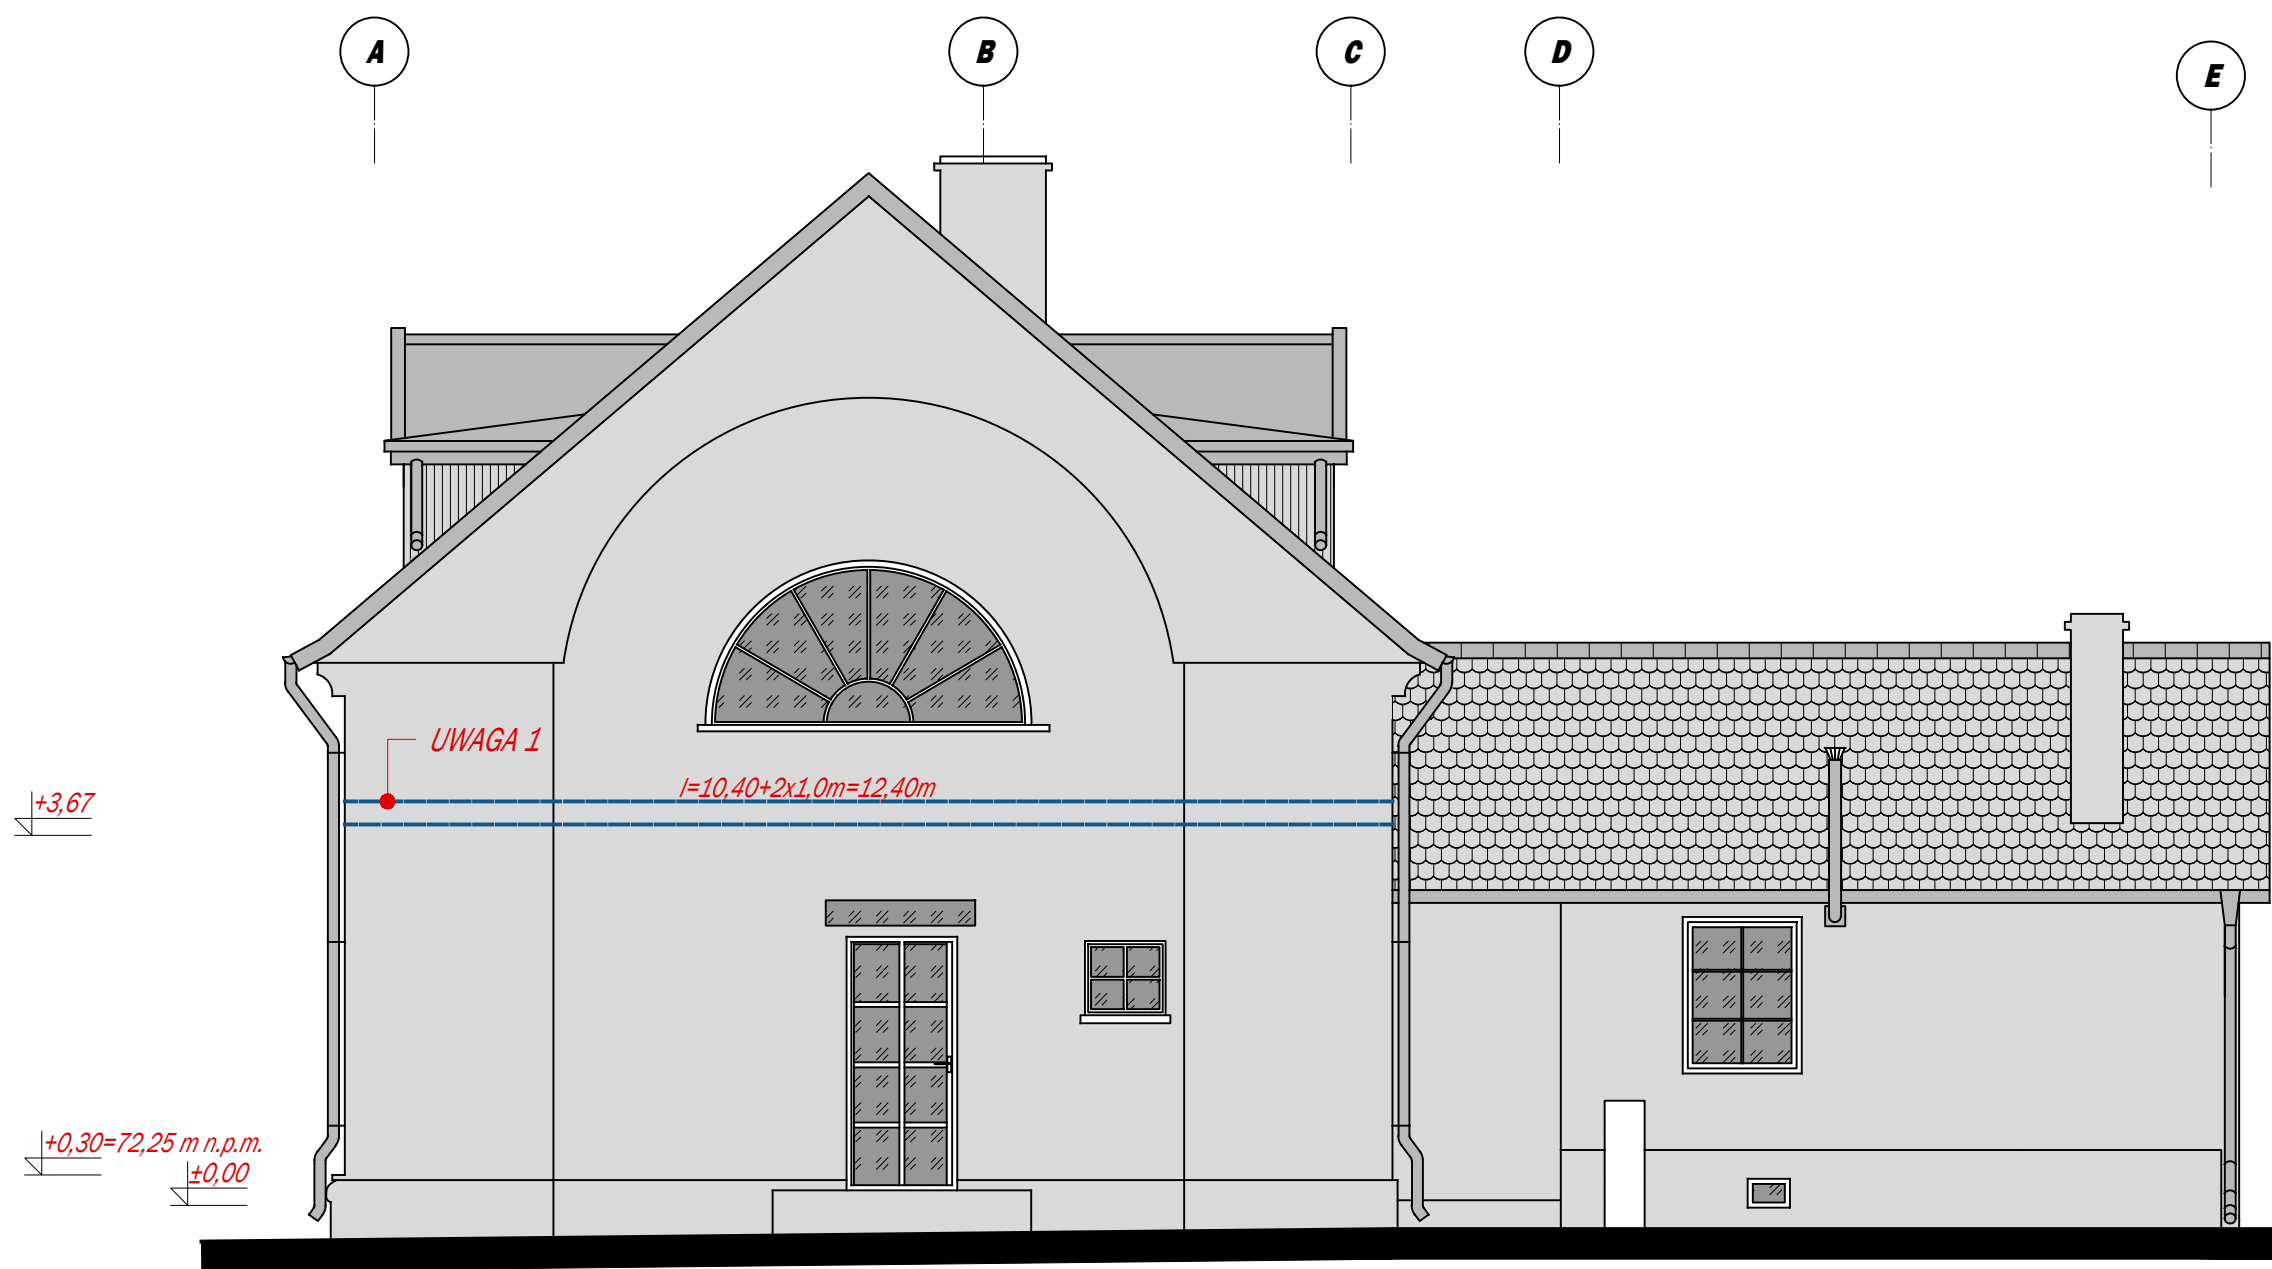 A
B
C
D
E
UWAGA 1
l=10,40+2x1,0m=12,40m
+3,67
+0,30=72,25 m n.p.m.
±0,00